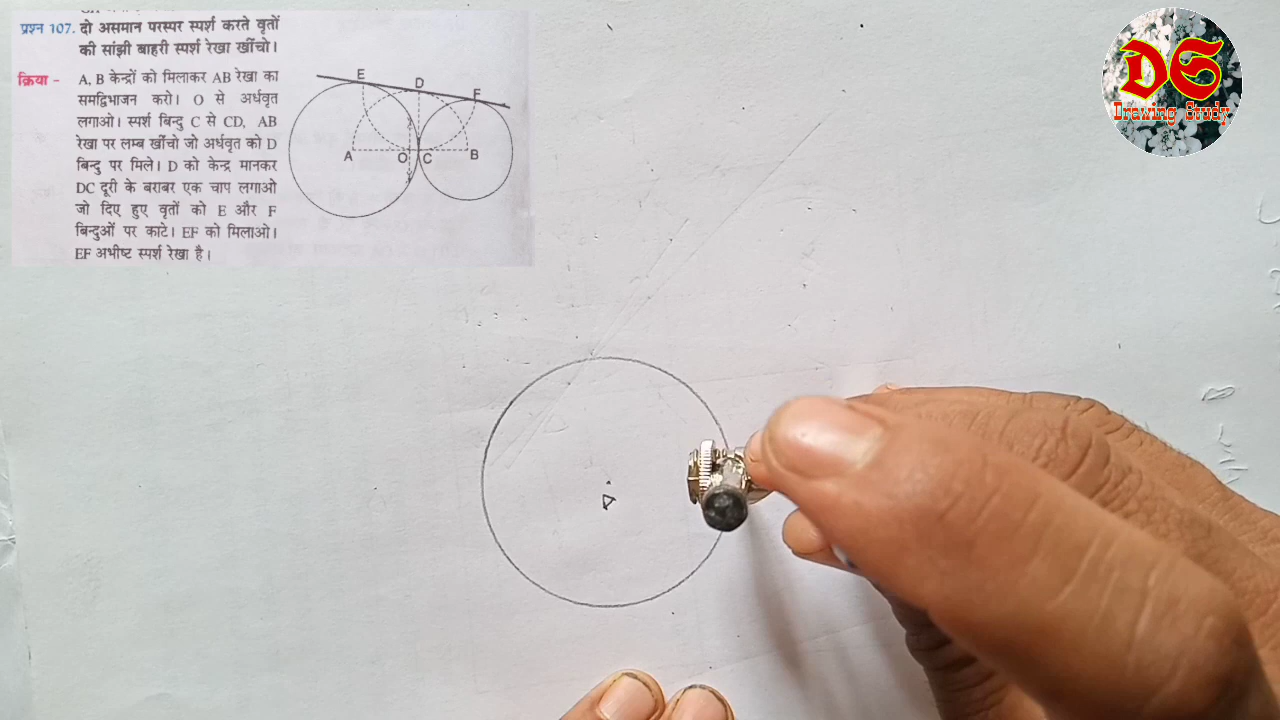 प्रश्न 107. दो असमान परस्पर स्पर्श करते वृतों
की सांझी बाहरी स्पर्श रेखा खींचो।
क्रिया - A, B केन्द्रों को मिलाकर AB रेखा का
समद्विभाजन करो। O से अर्धवृत
लगाओ। स्पर्श बिन्दु C से CD, AB
रेखा पर लम्ब खींचो जो अर्धवृत को D
बिन्दु पर मिले। D को केन्द्र मानकर
DC दूरी के बराबर एक चाप लगाओ
जो दिए हुए वृतों को E और F
बिन्दुओं पर काटे। EF को मिलाओ।
EF अभीष्ट स्पर्श रेखा है।
E
D
F
A
O
C
B
DS
Drawing Study
A